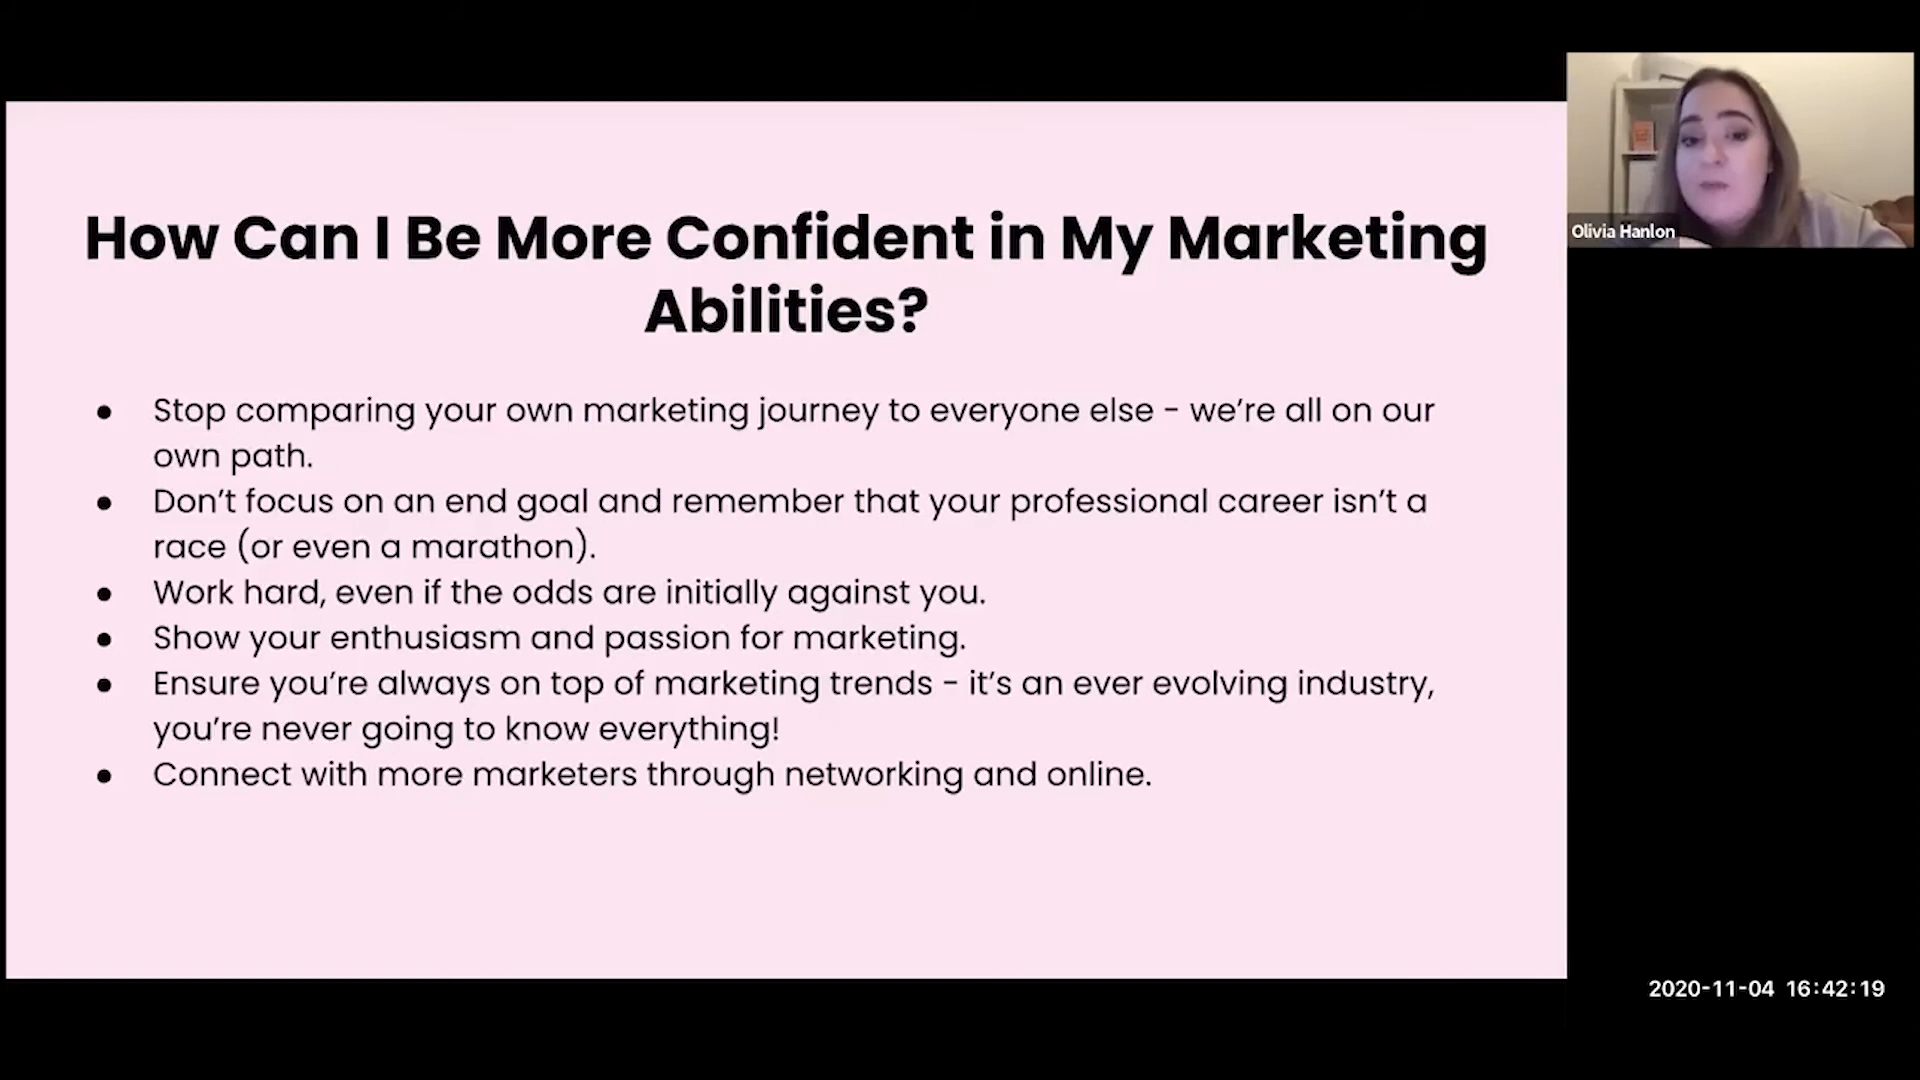 How Can I Be More Confident in My Marketing
Abilities?
● Stop comparing your own marketing journey to everyone else - we’re all on our
own path.
● Don’t focus on an end goal and remember that your professional career isn’t a
race (or even a marathon).
● Work hard, even if the odds are initially against you.
● Show your enthusiasm and passion for marketing.
● Ensure you’re always on top of marketing trends - it’s an ever evolving industry,
you’re never going to know everything!
● Connect with more marketers through networking and online.
Olivia Hanlon
2020-11-04 16:42:19